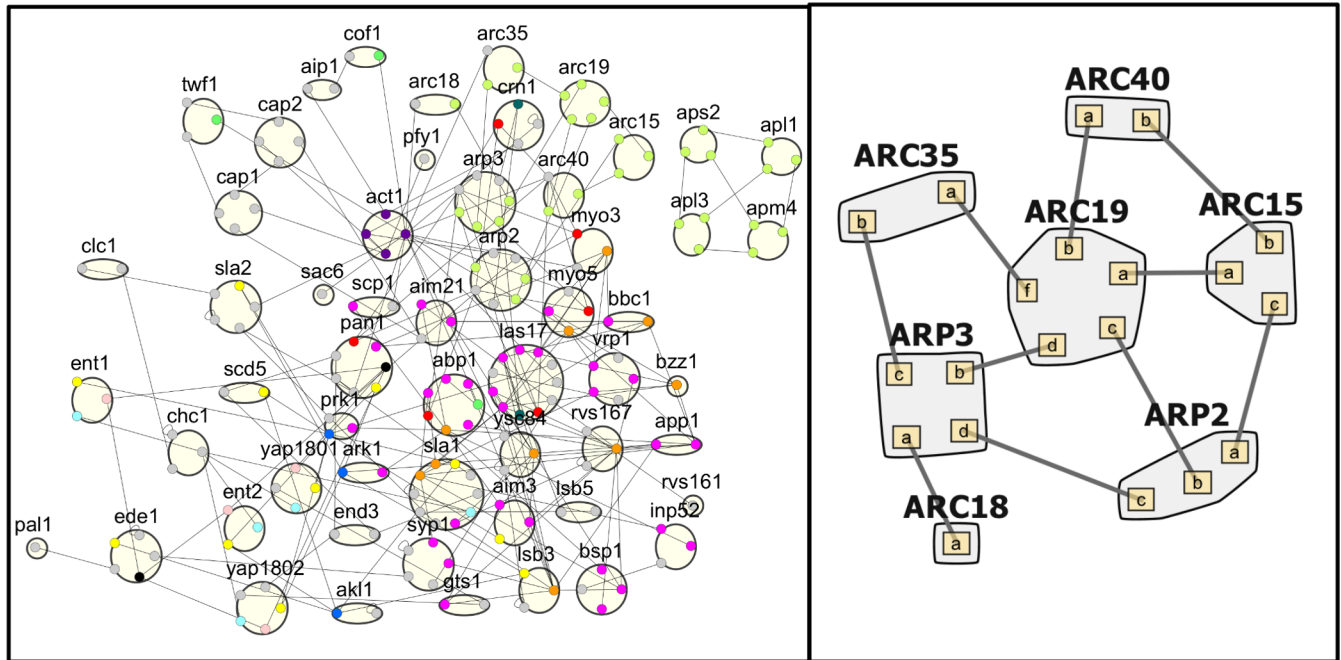 cof1
arc35
aip1
arc19
twf1
arc18
crn1
cap2
aps2
apl1
arc15
pfy1
arp3
arc40
cap1
act1
apl3
apm4
myo3
clc1
arp2
sla2
sac6
scp1
aim21
myo5
bbc1
pan1
las17
vrp1
ent1
scd5
abp1
bzz1
prk1
chc1
ysc84
rvs167
app1
yap1801
ark1
sla1
ent2
aim3
lsb5
rvs161
pal1
ede1
end3
syp1
inp52
yap1802
akl1
gts1
lsb3
bsp1
ARC40
a
b
ARC35
a
b
ARC19
b
a
f
c
d
ARC15
b
a
c
ARP3
c
b
a
d
ARP2
a
b
c
ARC18
a